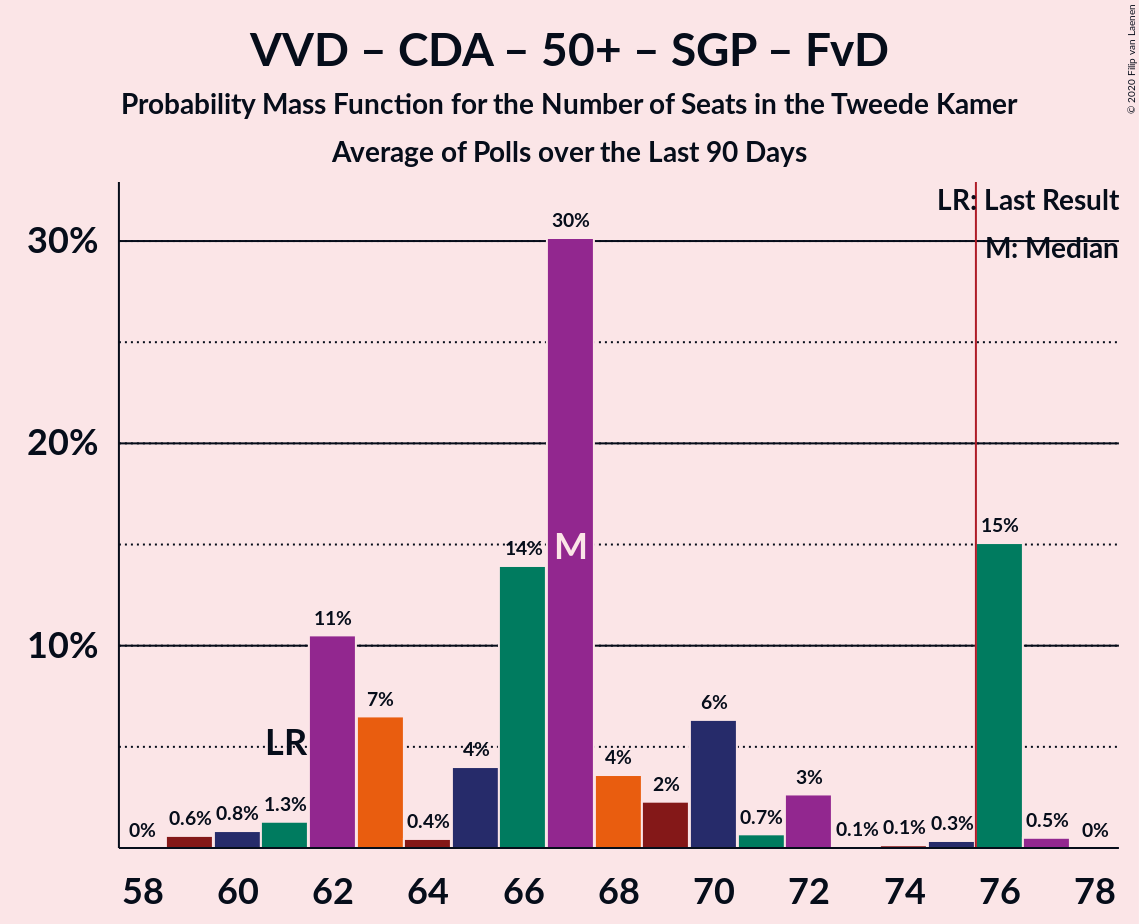 VVD – CDA – 50+ – SGP – FvD
Probability Mass Function for the Number of Seats in the Tweede Kamer
Average of Polls over the Last 90 Days
© 2020 Filip van Laenen
LR: Last Result
M: Median
30%
20%
10%
0%
0.6%
0.8%
1.3%
LR
11%
7%
0.4%
4%
14%
30%
M
4%
2%
6%
0.7%
3%
0.1%
0.1%
0.3%
15%
0.5%
0%
58 60 62 64 66 68 70 72 74 76 78